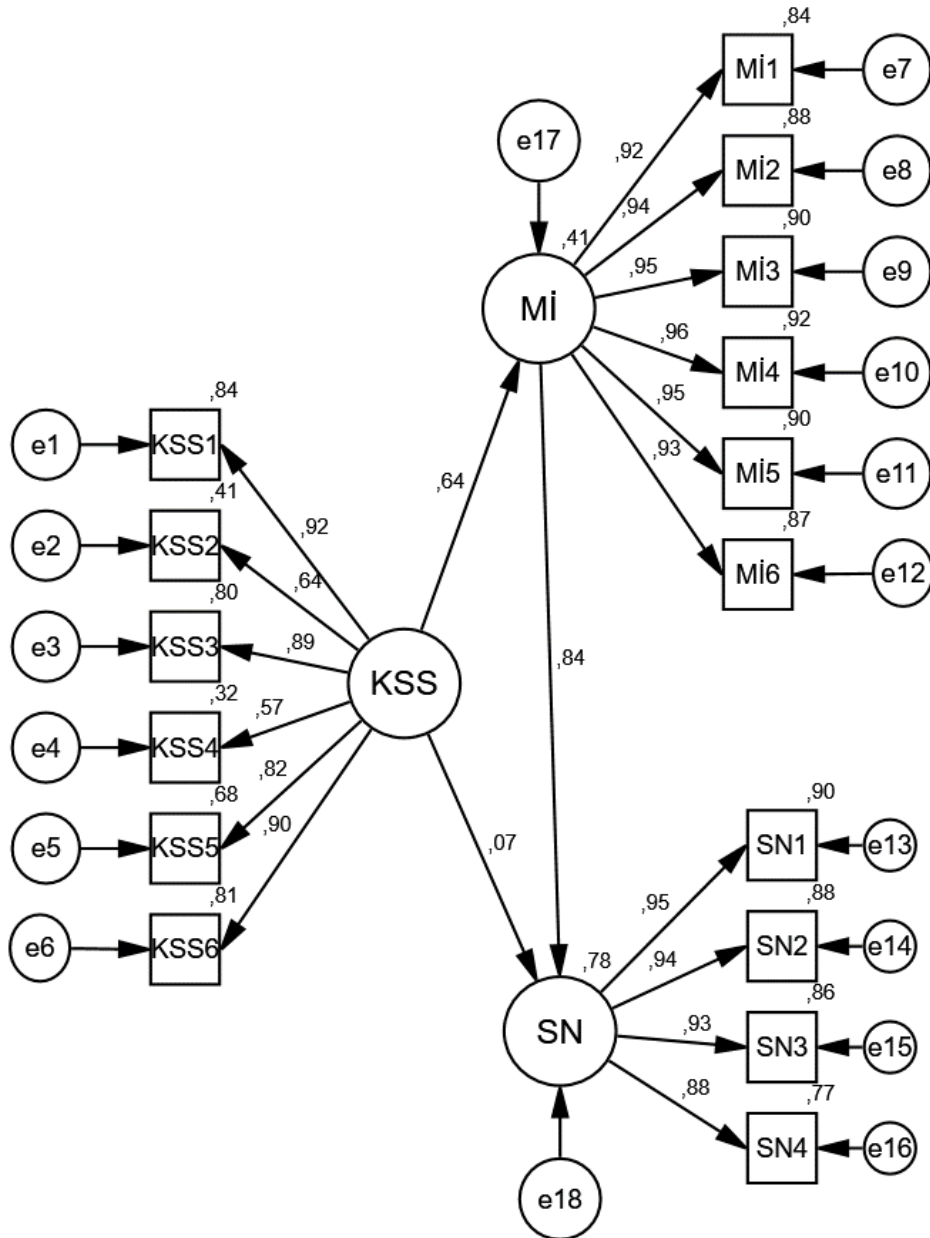 ,84
Mİ1
e7
,92
,88
Mİ2
e8
e17
,94
,90
,41
Mİ3
e9
,95
Mİ
,92
,96
Mİ4
e10
,95
,90
Mİ5
e11
,93
,87
Mİ6
e12
,84
e1
KSS1
,92
,41
e2
KSS2
,64
,80
e3
KSS3
,89
,32
e4
KSS4
,57
,68
e5
KSS5
,82
,81
e6
KSS6
,90
KSS
,64
,84
,07
,90
SN1
e13
,95
,88
SN2
e14
,94
,78
,86
SN3
e15
,93
SN
,77
SN4
e16
,88
e18